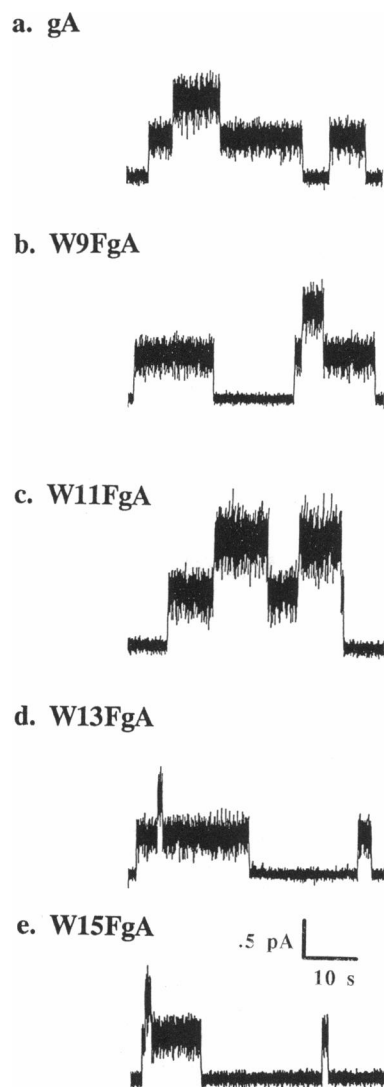 a. gA
b. W9FgA
c. W11FgA
d. W13FgA
e. W15FgA
.5 pA
10 s